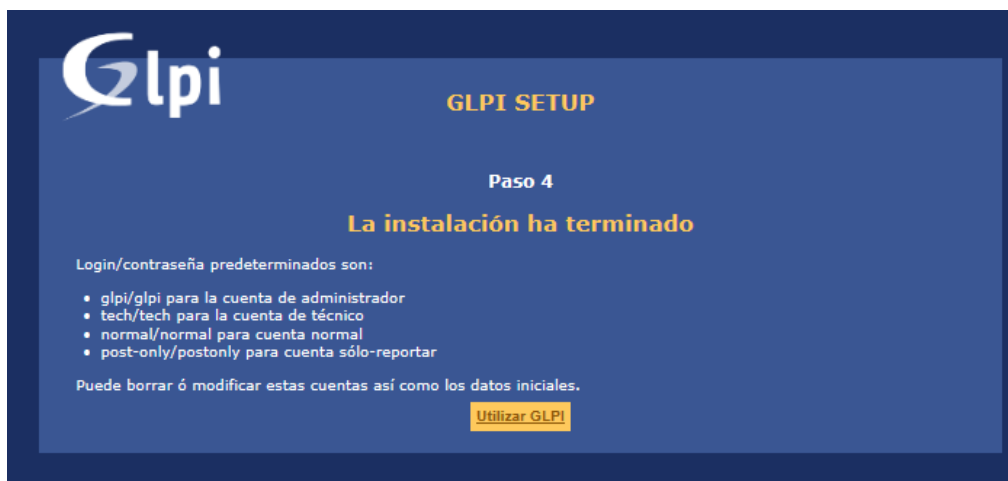 Glpi
GLPI SETUP
Paso 4
La instalación ha terminado
Login/contraseña predeterminados son:
• glpi/glpi para la cuenta de administrador
• tech/tech para la cuenta de técnico
• normal/normal para cuenta normal
• post-only/postonly para cuenta sólo-reportar
Puede borrar ó modificar estas cuentas así como los datos iniciales.
Utilizar GLPI